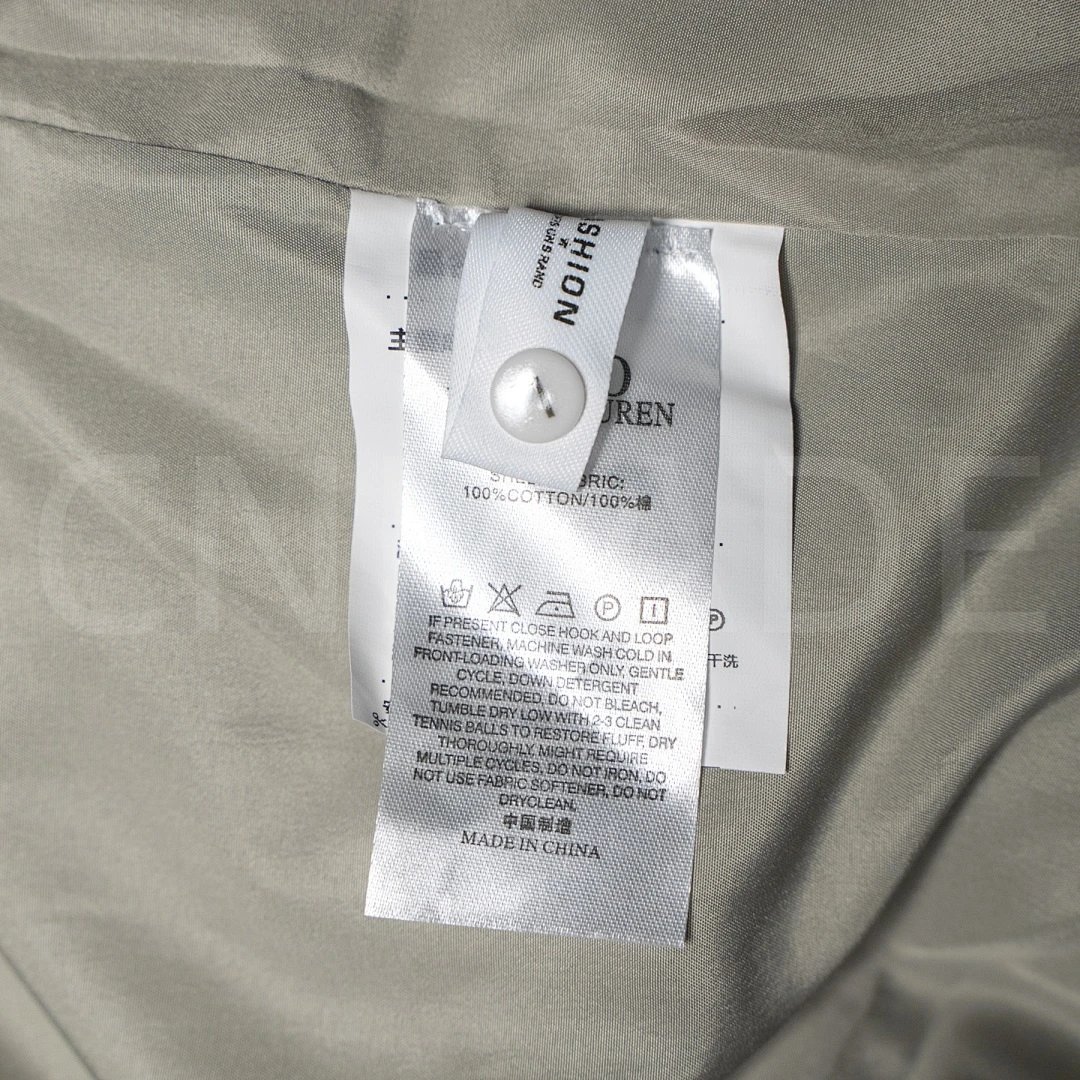 FASHION
BRAND
UREN
100%COTTON/100%棉
IF PRESENT CLOSE HOOK AND LOOP
FASTENER, MACHINE WASH COLD IN
FRONT-LOADING WASHER ONLY, GENTLE
CYCLE, DOWN DETERGENT
RECOMMENDED. DO NOT BLEACH,
TUMBLE DRY LOW WITH 2-3 CLEAN
TENNIS BALLS TO RESTORE FLUFF, DRY
THOROUGHLY, MIGHT REQUIRE
MULTIPLE CYCLES, DO NOT IRON, DO
NOT USE FABRIC SOFTENER, DO NOT
DRYCLEAN.
中国制造
MADE IN CHINA
P
干洗